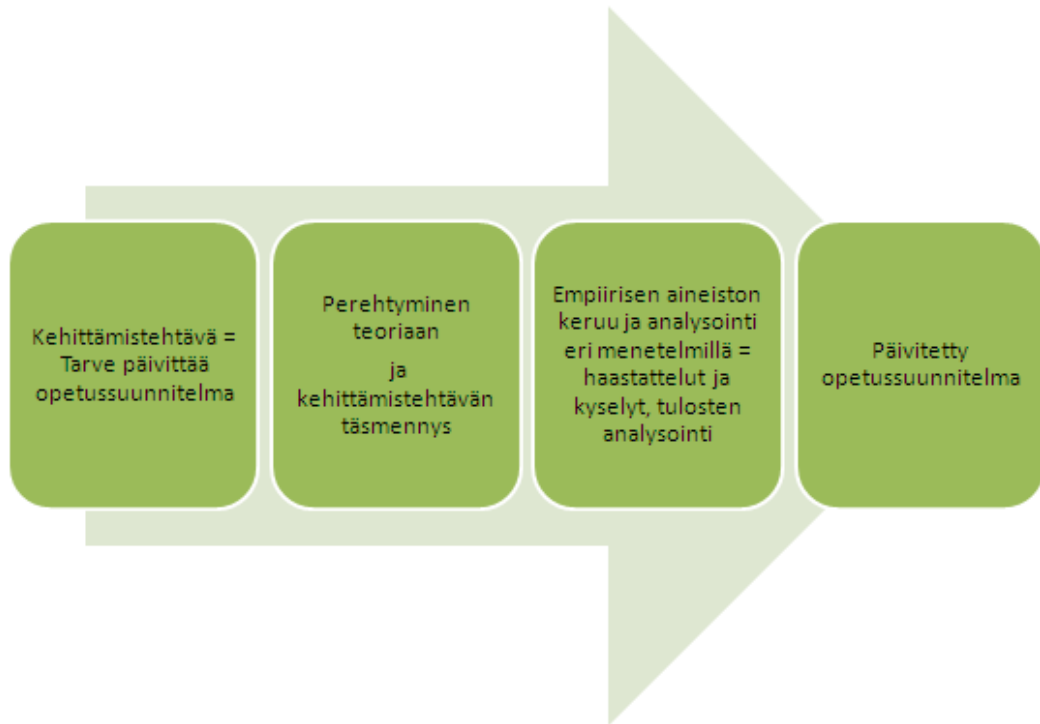 Kehittämistehtävä =
Tarve päivittää
opetussuunnitelma
Perehtyminen
teoriaan
ja
kehittämistehtävän
täsmennys
Empiirisen aineiston
keruu ja analysointi
eri menetelmillä =
haastattelut ja
kyselyt, tulosten
analysointi
Päivitetty
opetussuunnitelma